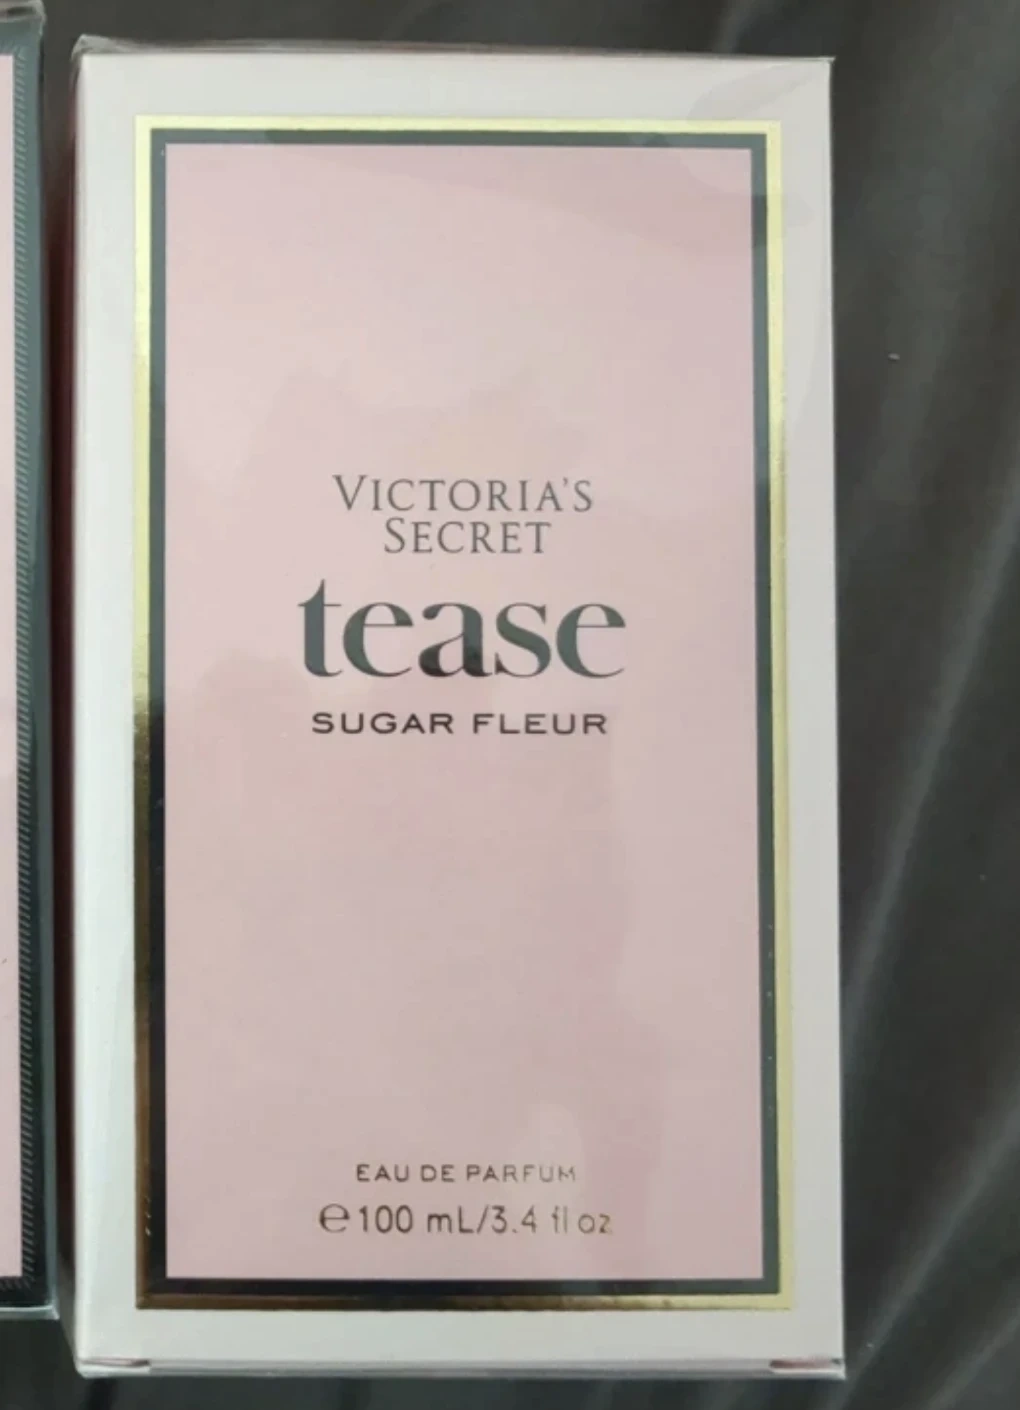 VICTORIA'S
SECRET
tease
SUGAR FLEUR
EAU DE PARFUM
℮ 100 mL/3.4 fl oz